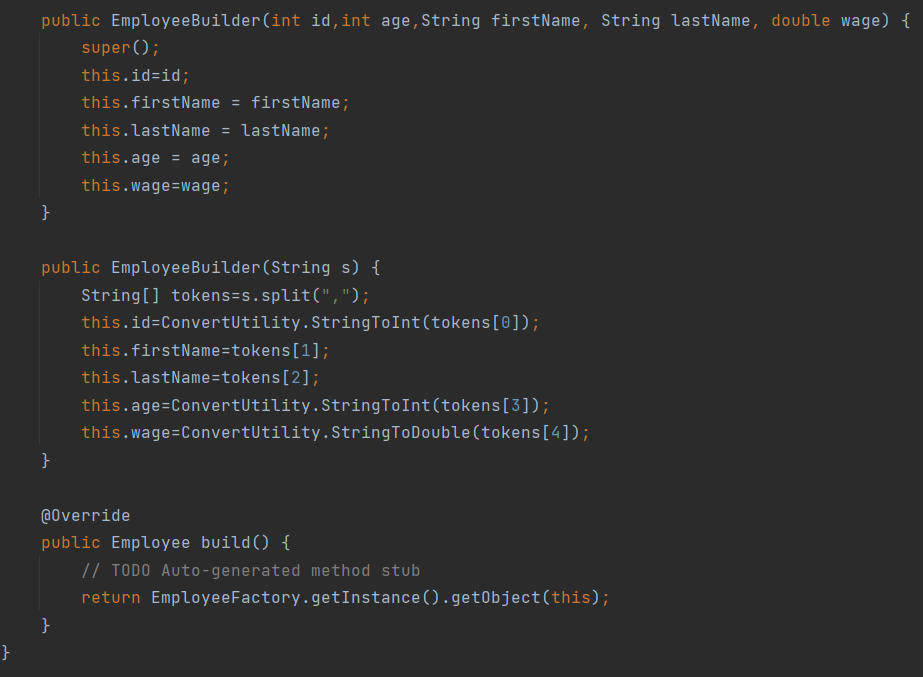 public EmployeeBuilder(int id,int age,String firstName, String lastName, double wage) {
super();
this.id=id;
this.firstName = firstName;
this.lastName = lastName;
this.age = age;
this.wage=wage;
}
public EmployeeBuilder(String s) {
String[] tokens=s.split(",");
this.id=ConvertUtility.StringToInt(tokens[0]);
this.firstName=tokens[1];
this.lastName=tokens[2];
this.age=ConvertUtility.StringToInt(tokens[3]);
this.wage=ConvertUtility.StringToDouble(tokens[4]);
}
@Override
public Employee build() {
// TODO Auto-generated method stub
return EmployeeFactory.getInstance().getObject(this);
}
}